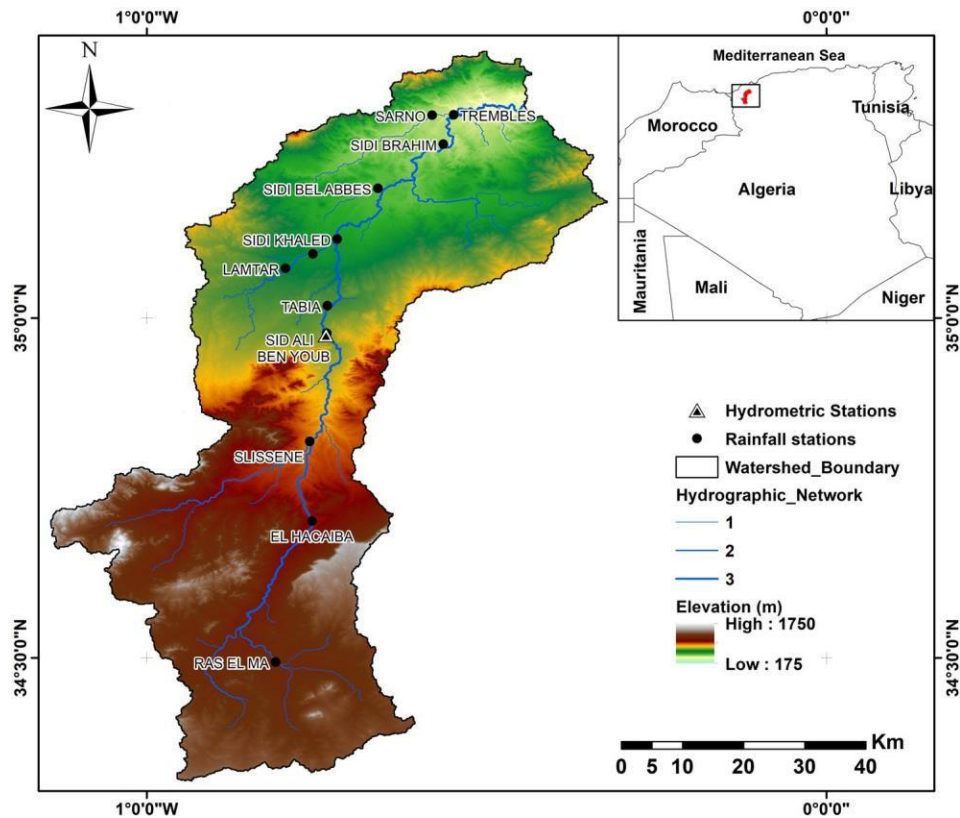 1°0'0"W
0°0'0"
N
Mediterranean Sea
Tunisia
Morocco
Algeria
Libya
Mauritania
Mali
Niger
SARNO
TREMBLES
SIDI BRAHIM
SIDI BEL ABBES
SIDI KHALED
LAMTAR
TABIA
SID ALI
BEN YOUB
SLISSENE
EL HACAIBA
RAS EL MA
35°0'0"N
35°0'0"N
34°30'0"N
34°30'0"N
Hydrometric Stations
Rainfall stations
Watershed_Boundary
Hydrographic_Network
1
2
3
Elevation (m)
High : 1750
Low : 175
Km
0 5 10 20 30 40
1°0'0"W
0°0'0"